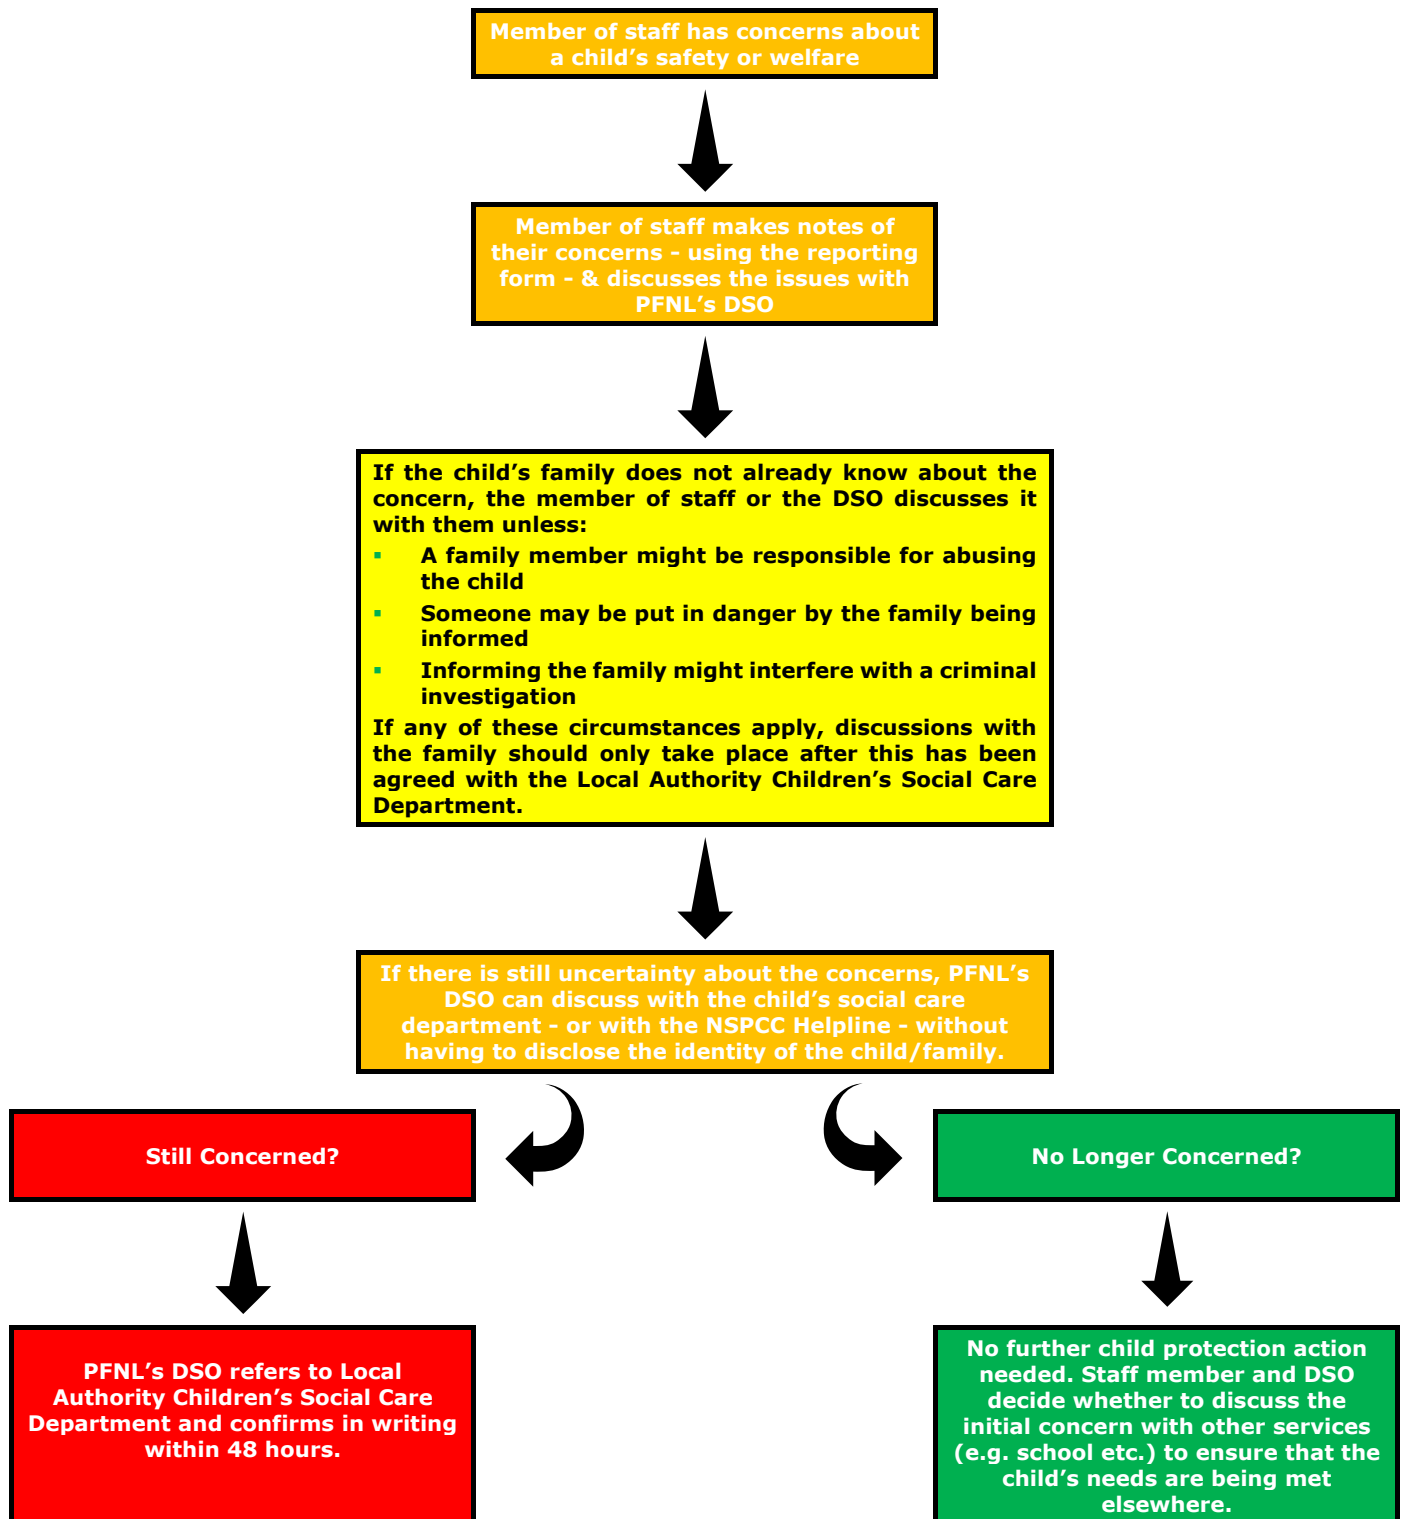 Member of staff has concerns about
a child’s safety or welfare
Member of staff makes notes of
their concerns – using the reporting
form – & discusses the issues with
PFNL’s DSO
If the child’s family does not already know about the
concern, the member of staff or the DSO discusses it
with them unless:
▪ A family member might be responsible for abusing
the child
▪ Someone may be put in danger by the family being
informed
▪ Informing the family might interfere with a criminal
investigation
If any of these circumstances apply, discussions with
the family should only take place after this has been
agreed with the Local Authority Children’s Social Care
Department.
If there is still uncertainty about the concerns, PFNL’s
DSO can discuss with the child’s social care
department – or with the NSPCC Helpline – without
having to disclose the identity of the child/family.
Still Concerned?
No Longer Concerned?
PFNL’s DSO refers to Local
Authority Children’s Social Care
Department and confirms in writing
within 48 hours.
No further child protection action
needed. Staff member and DSO
decide whether to discuss the
initial concern with other services
(e.g. school etc.) to ensure that the
child’s needs are being met
elsewhere.